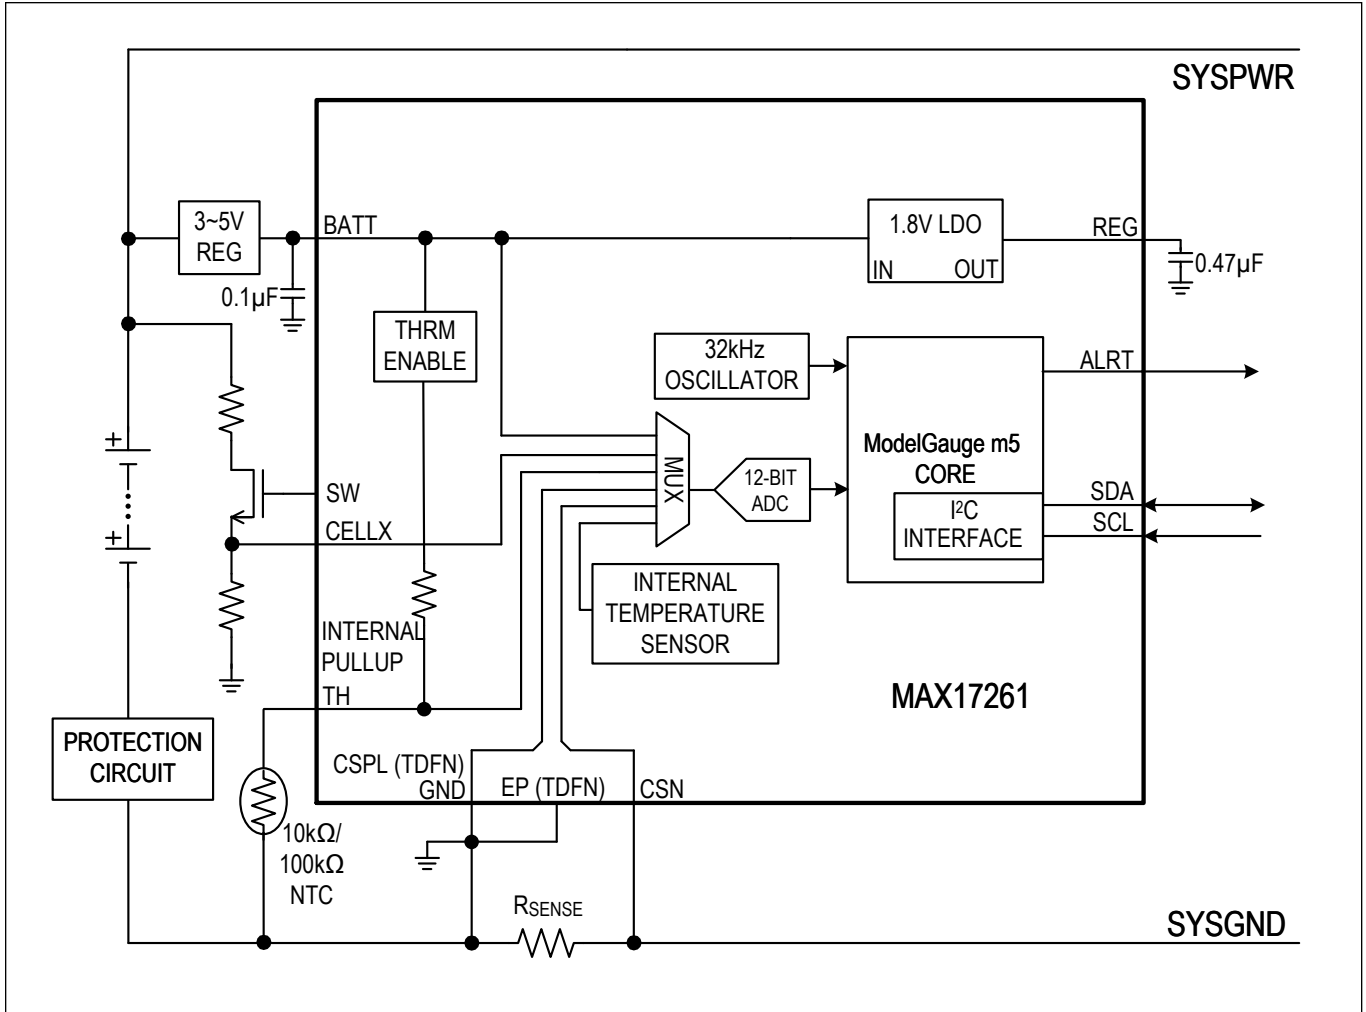 SYSPWR
3~5V
REG
BATT
1.8V LDO
IN
OUT
REG
0.1µF
0.47µF
THRM
ENABLE
32kHz
OSCILLATOR
ALRT
+
MUX
ModelGauge m5
CORE
12-BIT
ADC
SW
SDA
I²C
INTERFACE
SCL
CELLX
+
INTERNAL
TEMPERATURE
SENSOR
INTERNAL
PULLUP
TH
MAX17261
PROTECTION
CIRCUIT
CSPL (TDFN)
GND
EP (TDFN)
CSN
10kΩ/
100kΩ
NTC
RSENSE
SYSGND